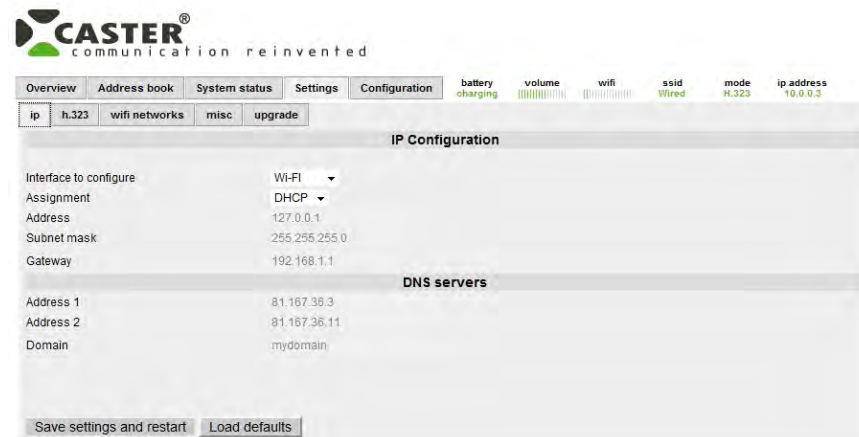 CASTER®
communication reinvented
Overview Address book System status Settings Configuration battery volume wifi ssid mode ip address
charging Wired H.323 10.0.0.3
ip h.323 wifi networks misc upgrade
IP Configuration
Interface to configure Wi-FI
Assignment DHCP
Address 127.0.0.1
Subnet mask 255.255.255.0
Gateway 192.168.1.1
DNS servers
Address 1 81.167.36.3
Address 2 81.167.36.11
Domain mydomain
Save settings and restart Load defaults